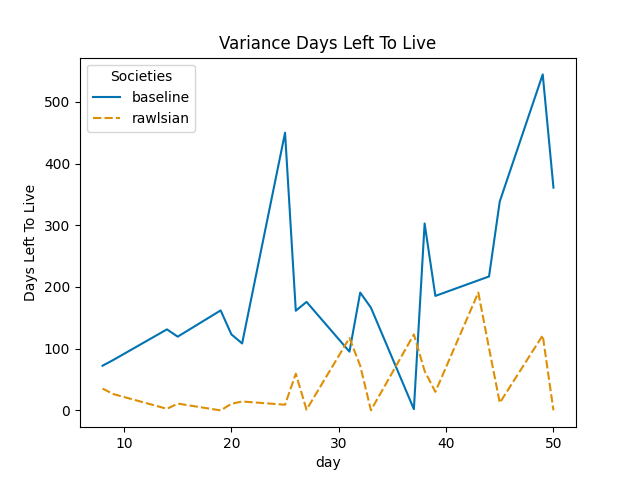 Variance Days Left To Live
Societies
baseline
rawlsian
Days Left To Live
500
400
300
200
100
0
10
20
30
40
50
day